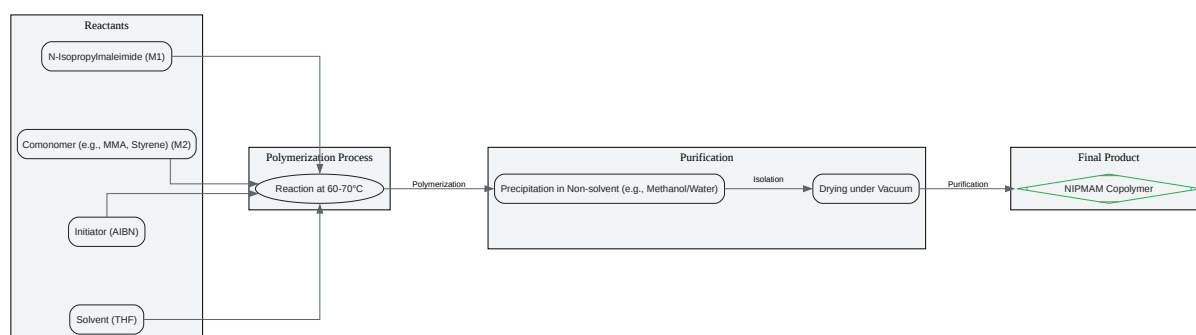 Reactants
N-Isopropylmaleimide (M1)
Comonomer (e.g., MMA, Styrene) (M2)
Initiator (AIBN)
Solvent (THF)
Polymerization Process
Reaction at 60-70°C
Polymerization
Purification
Precipitation in Non-solvent (e.g., Methanol/Water)
Isolation
Drying under Vacuum
Purification
Final Product
NIPMAM Copolymer